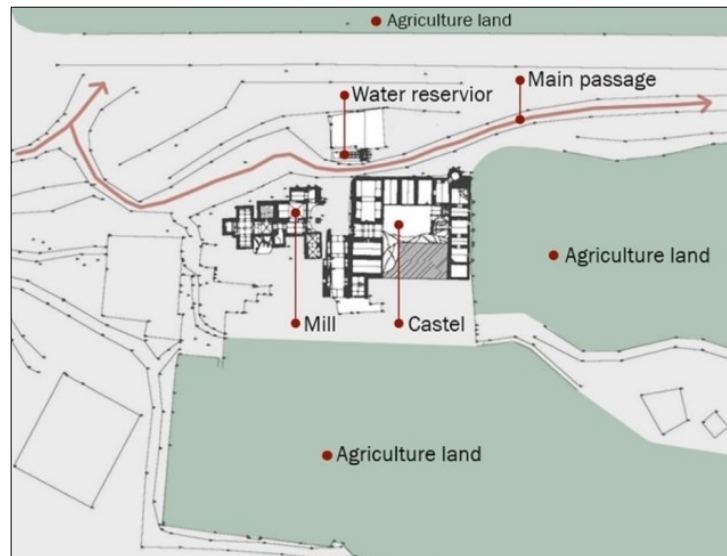 Agriculture land
Main passage
Water reservior
Agriculture land
Mill
Castel
Agriculture land